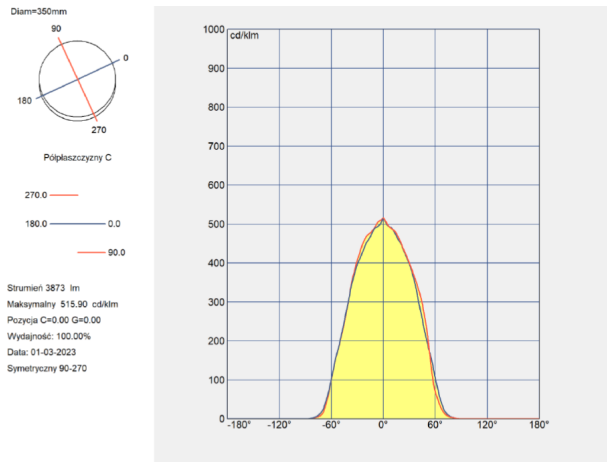 Diam=350mm
90
0
180
270
Półplaszczyzny C
270.0
180.0 0.0
90.0
Strumień 3873 lm
Maksymalny 515.90 cd/klm
Pozycja C=0.00 G=0.00
Wydajność: 100.00%
Data: 01-03-2023
Symetryczny 90-270
1000 cd/klm
900
800
700
600
500
400
300
200
100
0
-180° -120° -60° 0° 60° 120° 180°